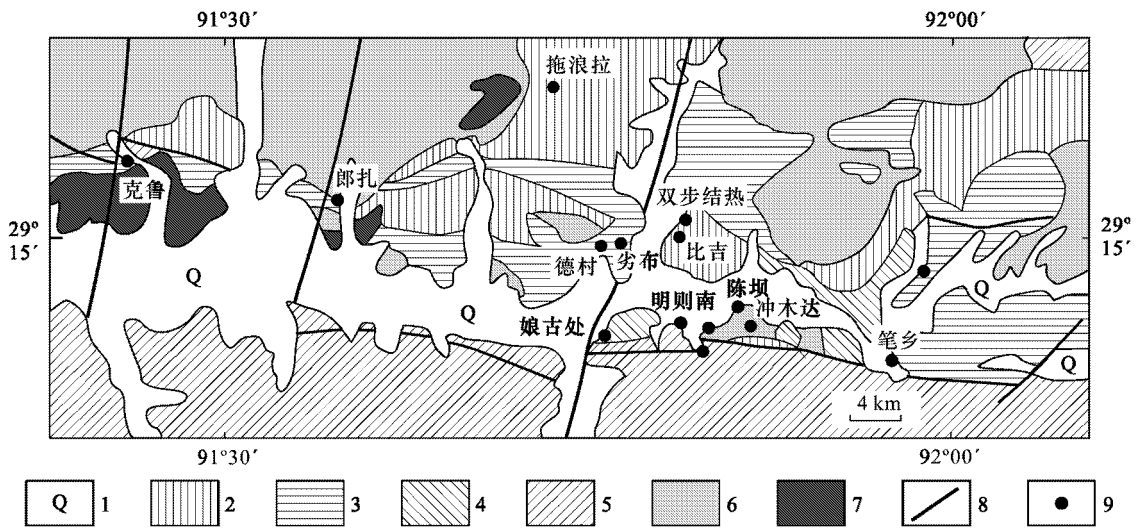 91°30′ 92°00′
拖浪拉
克鲁 郎扎
双步结热
29° 29°
15′ 15′
德村 劣布 比吉
Q Q
明则南 陈坝
Q 娘古处 冲木达
笔乡
Q
4 km
91°30′ 92°00′
Q 1 2 3 4 5 6 7 8 9